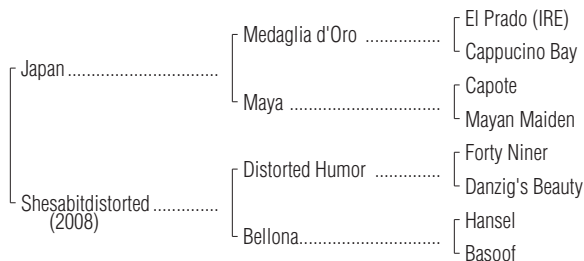 El Prado (IRE)
Medaglia d'Oro ................
Cappucino Bay
Japan ................................
Capote
Maya ................................
Mayan Maiden
Forty Niner
Distorted Humor ..............
Danzig's Beauty
Shesabitdistorted ..............
(2008)
Hansel
Bellona ..............................
Basoof